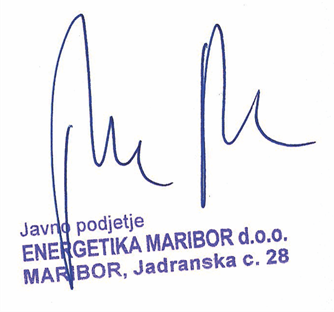 Javno podjetje
ENERGETIKA MARIBOR d.o.o.
MARIBOR, Jadranska c. 28